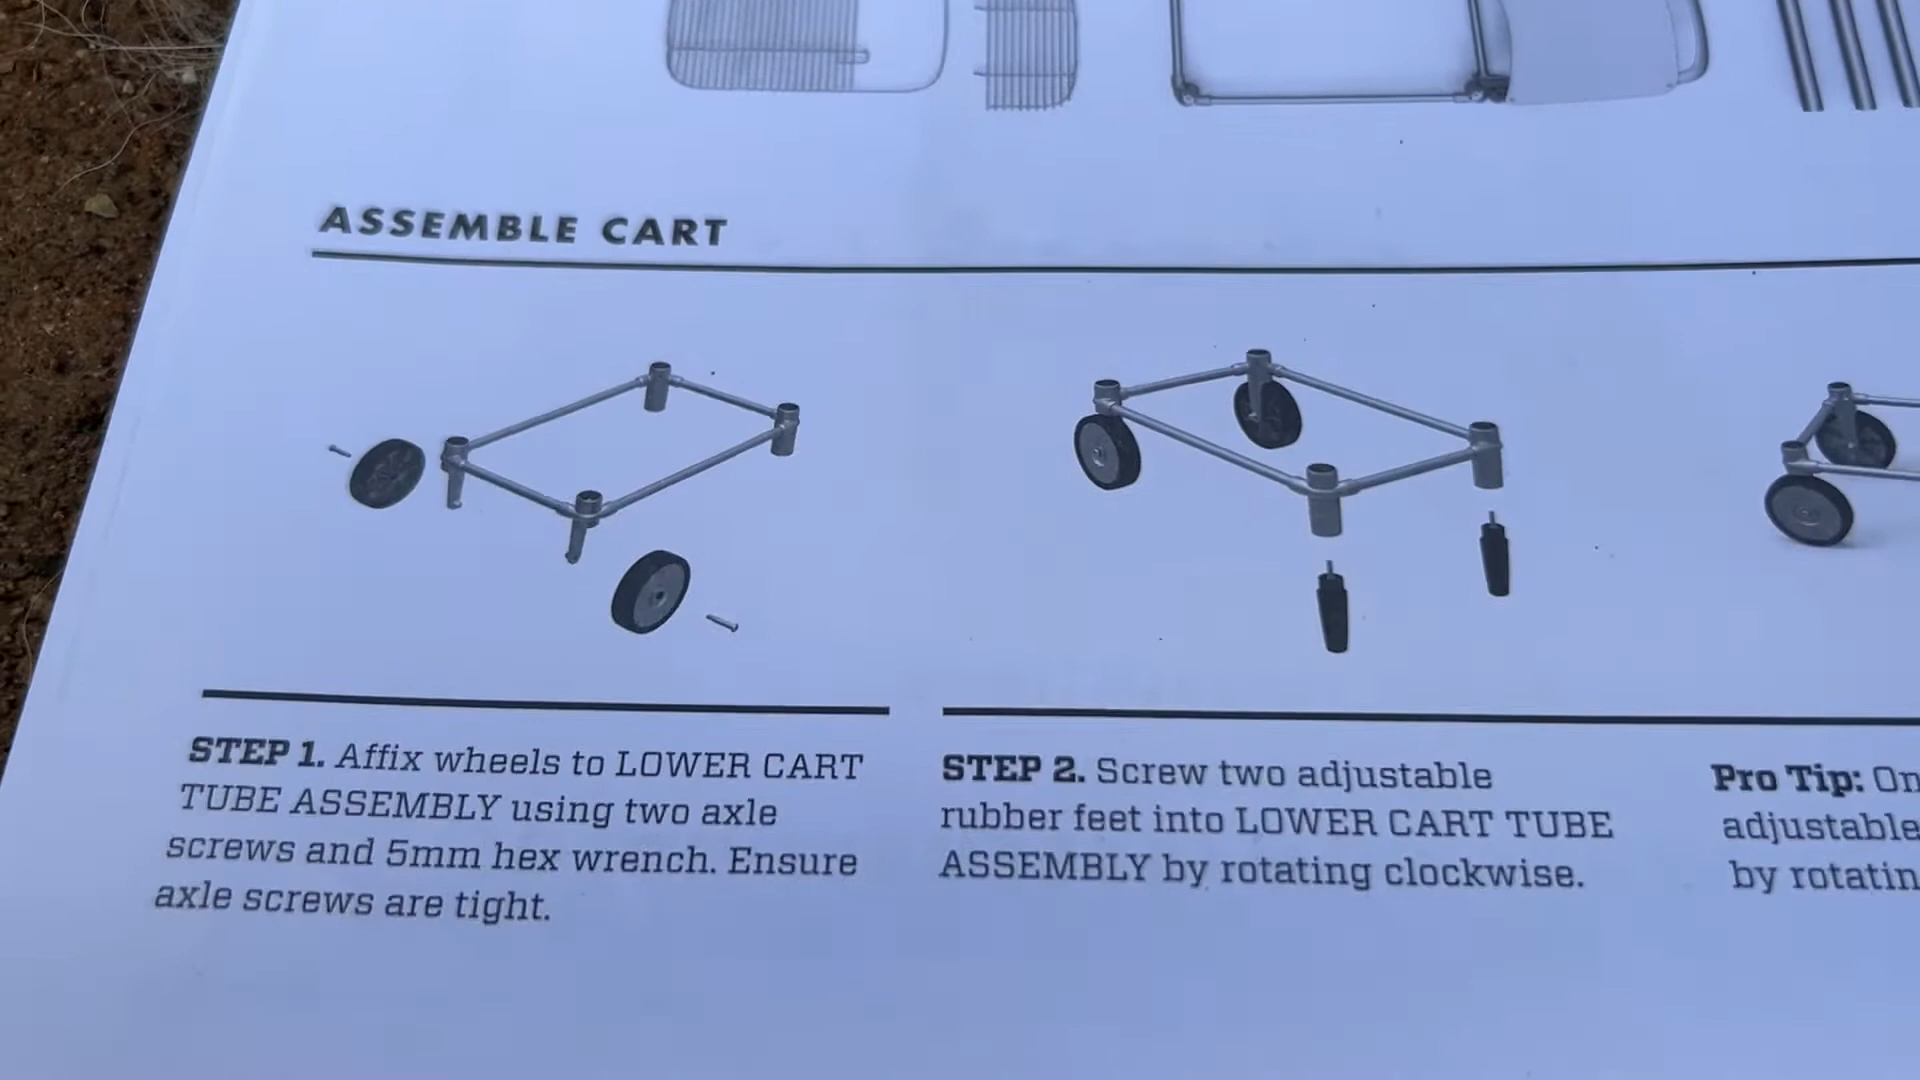 ASSEMBLE CART
STEP 1. Affix wheels to LOWER CART
TUBE ASSEMBLY using two axle
screws and 5mm hex wrench. Ensure
axle screws are tight.
STEP 2. Screw two adjustable
rubber feet into LOWER CART TUBE
ASSEMBLY by rotating clockwise.
Pro Tip: On
adjustable
by rotatin